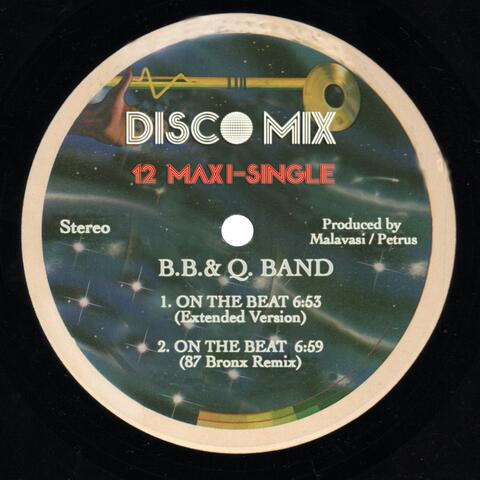 DISCO MIX
12 MAXI-SINGLE
Stereo
Produced by
Malavasi / Petrus
B.B.& Q. BAND
1. ON THE BEAT 6:53
(Extended Version)
2. ON THE BEAT 6:59
(87 Bronx Remix)